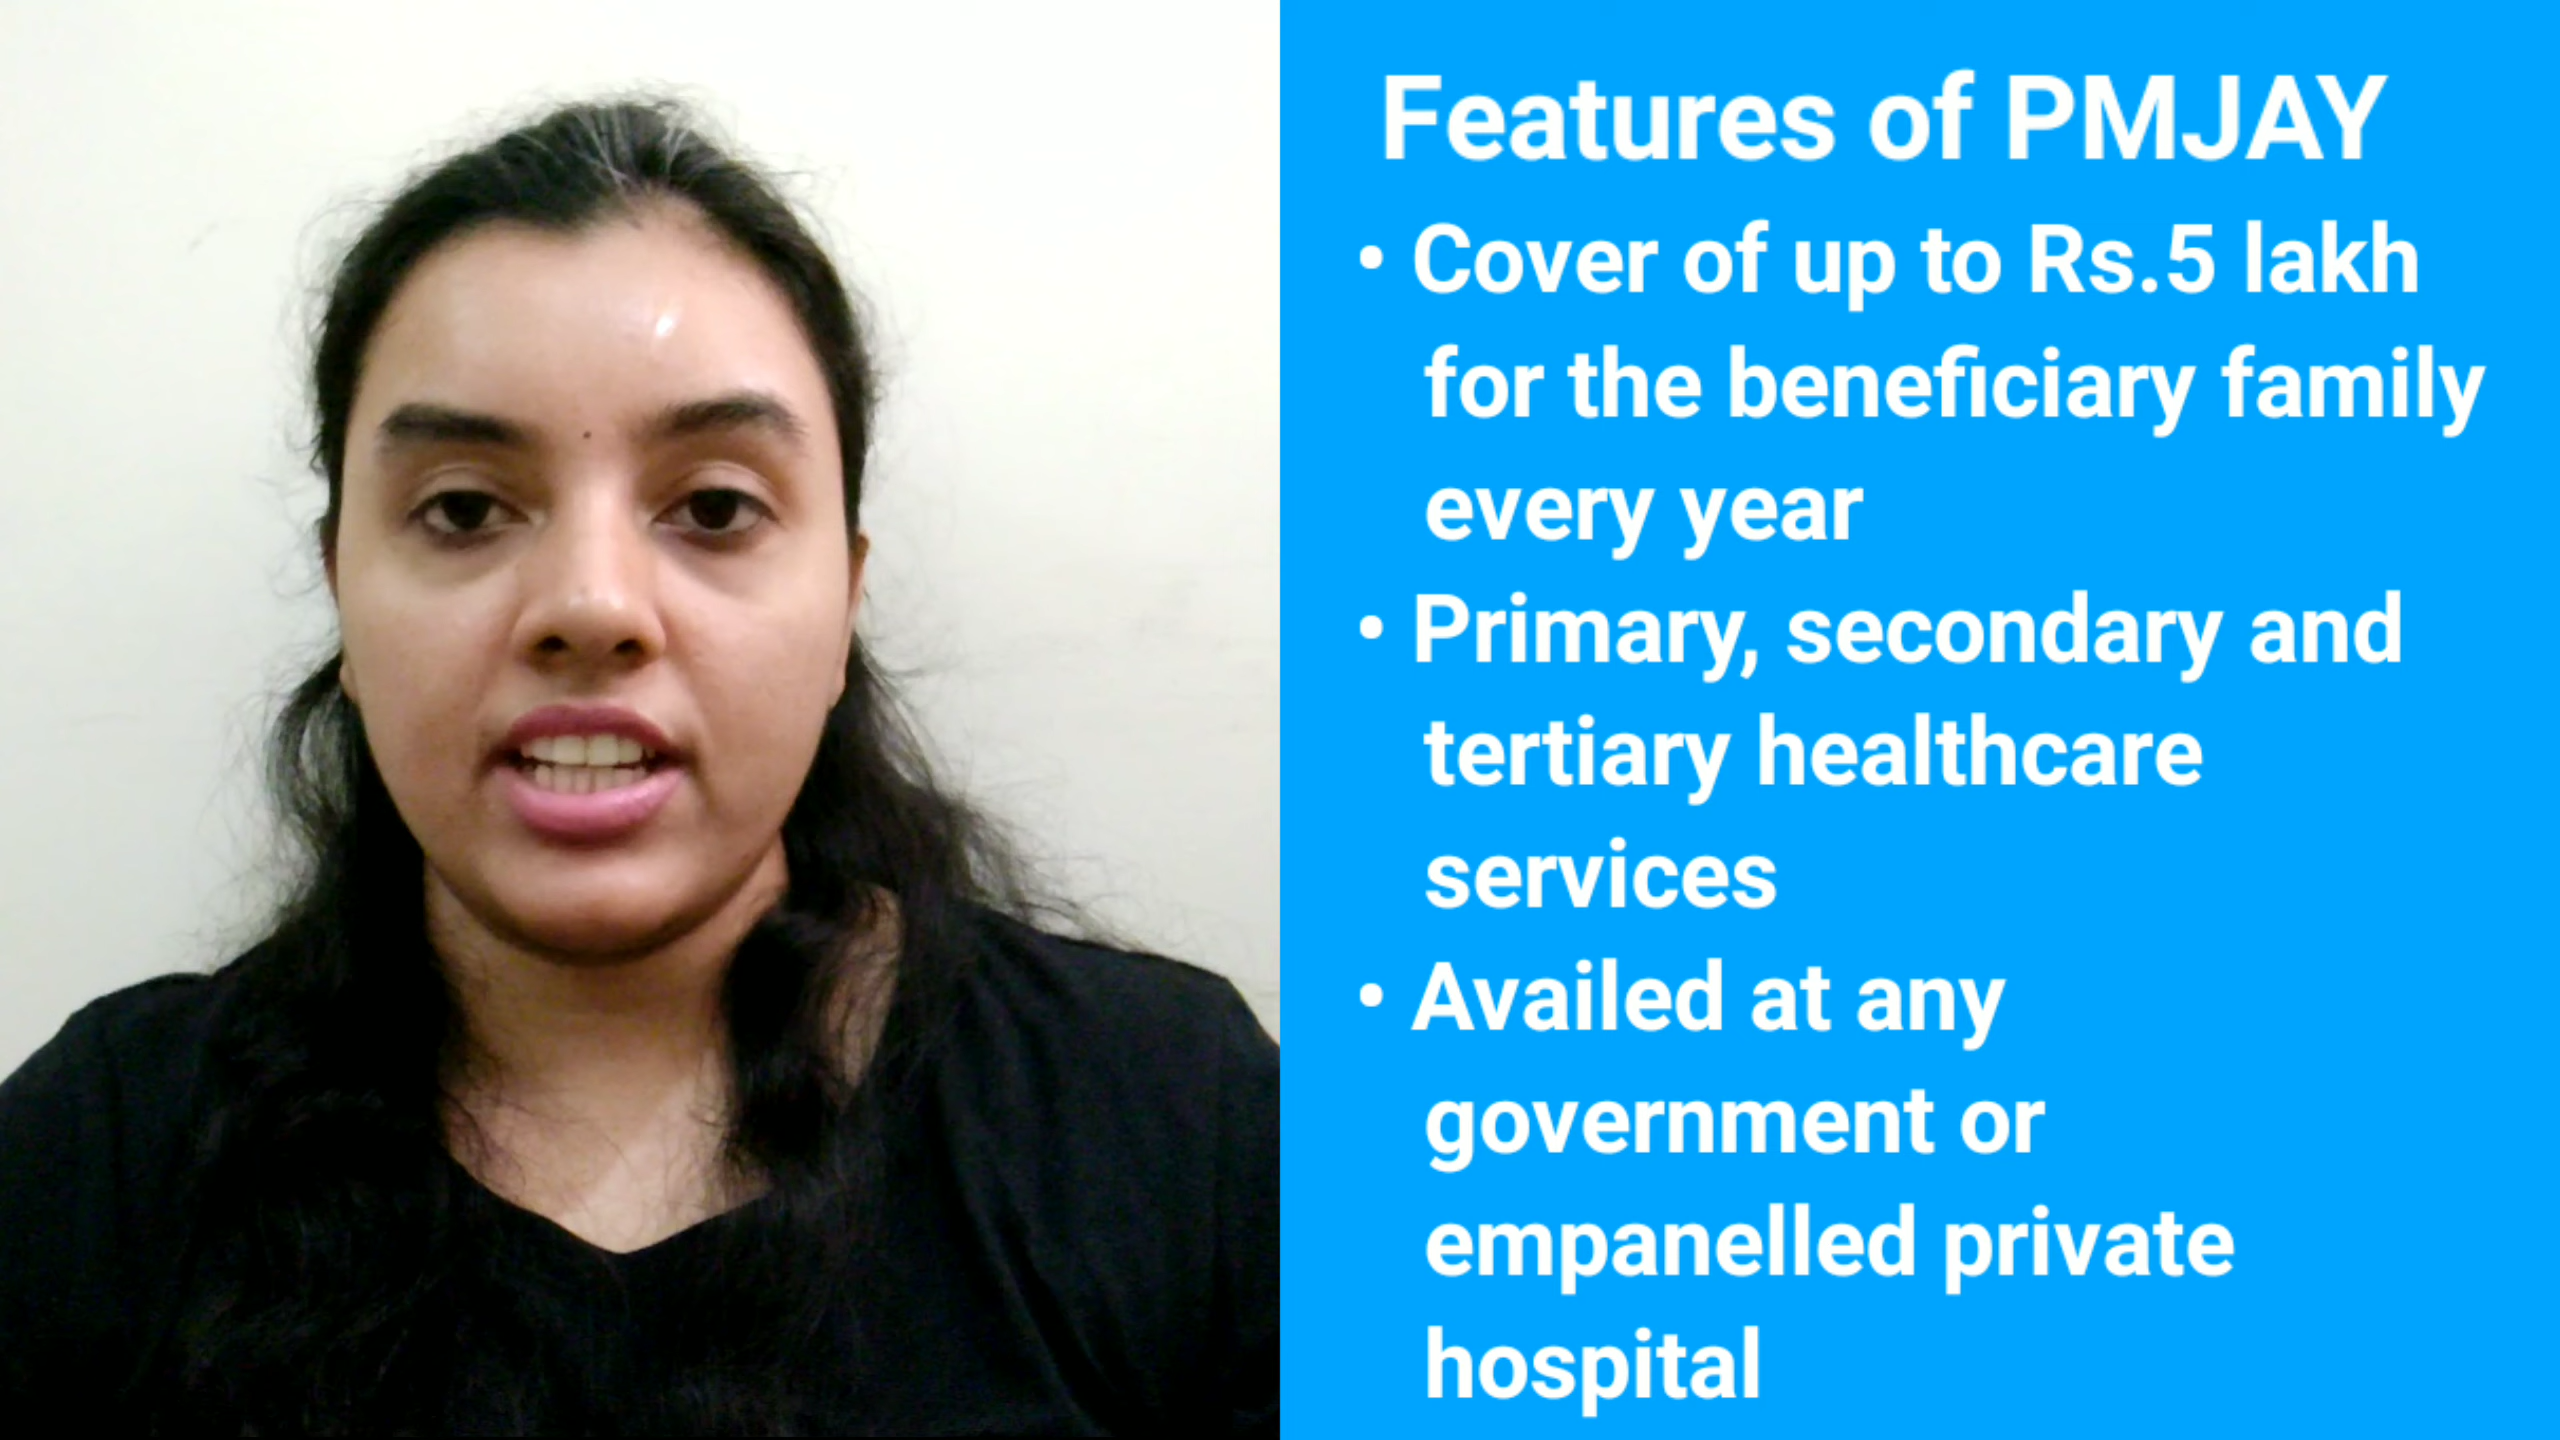 Features of PMJAY
• Cover of up to Rs.5 lakh
for the beneficiary family
every year
• Primary, secondary and
tertiary healthcare
services
• Availed at any
government or
empanelled private
hospital